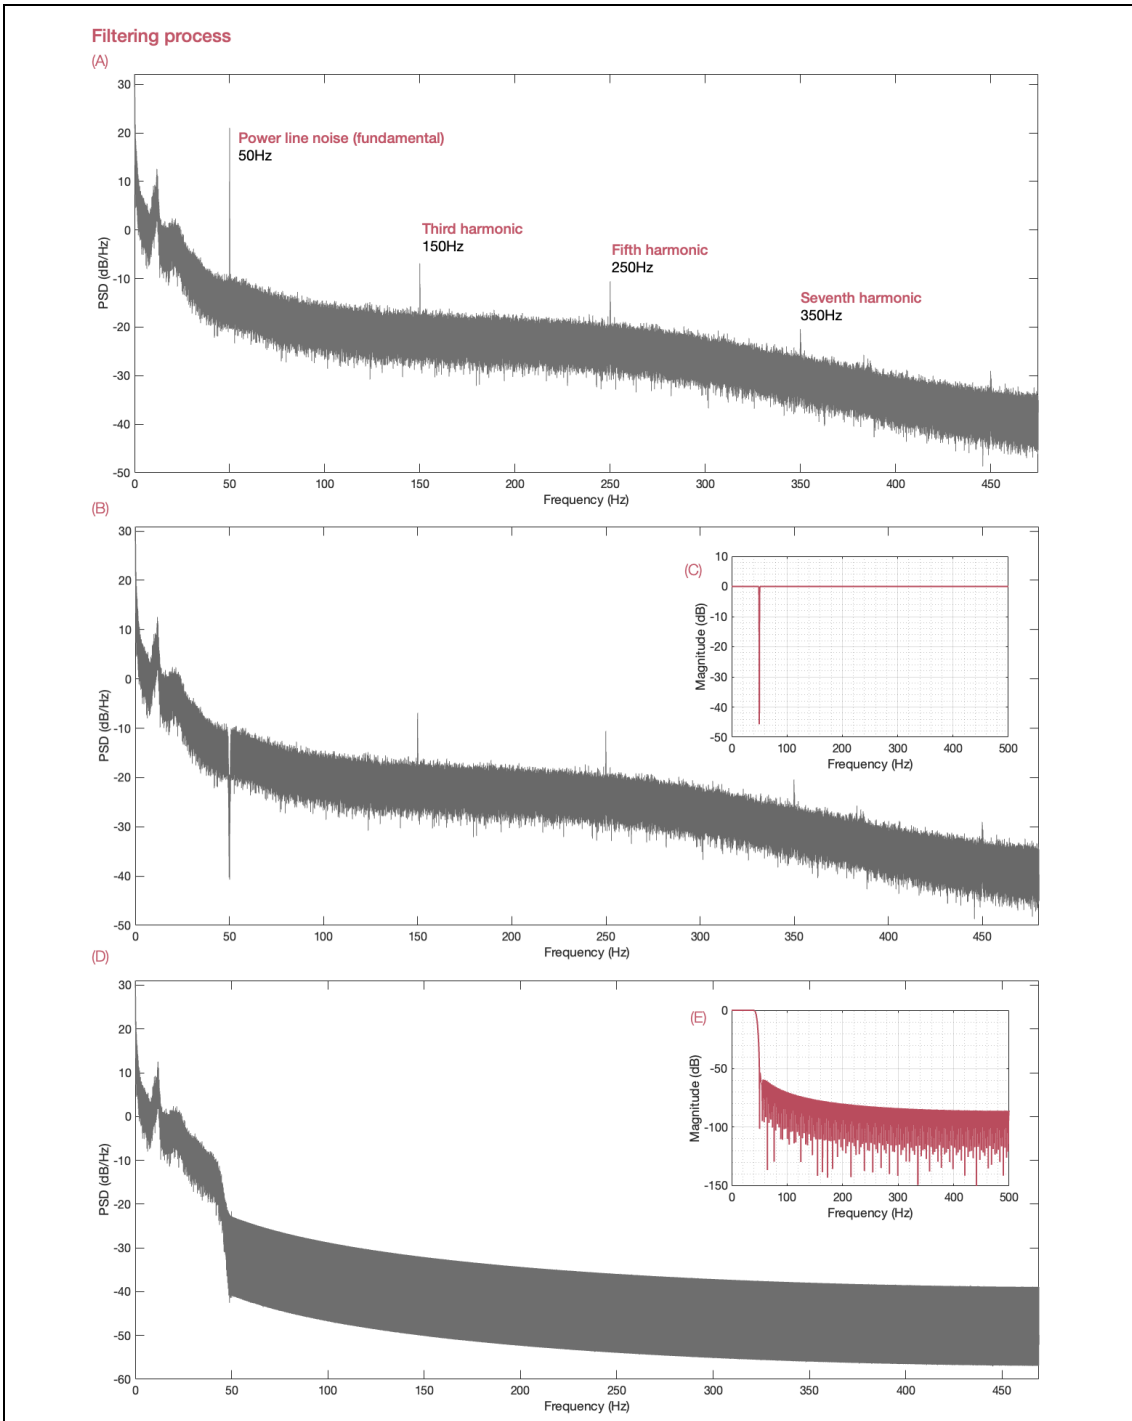 Filtering process
(A)
30
20
10
0
-10
-20
-30
-40
-50
PSD (dB/Hz)
Power line noise (fundamental)
50Hz
Third harmonic
150Hz
Fifth harmonic
250Hz
Seventh harmonic
350Hz
0 50 100 150 200 250 300 350 400 450
Frequency (Hz)
(B)
30
20
10
0
-10
-20
-30
-40
-50
PSD (dB/Hz)
0 50 100 150 200 250 300 350 400 450
Frequency (Hz)
(C)
10
0
-10
-20
-30
-40
-50
Magnitude (dB)
0 100 200 300 400 500
Frequency (Hz)
(D)
30
20
10
0
-10
-20
-30
-40
-50
-60
PSD (dB/Hz)
0 50 100 150 200 250 300 350 400 450
Frequency (Hz)
(E)
0
-50
-100
-150
Magnitude (dB)
0 100 200 300 400 500
Frequency (Hz)